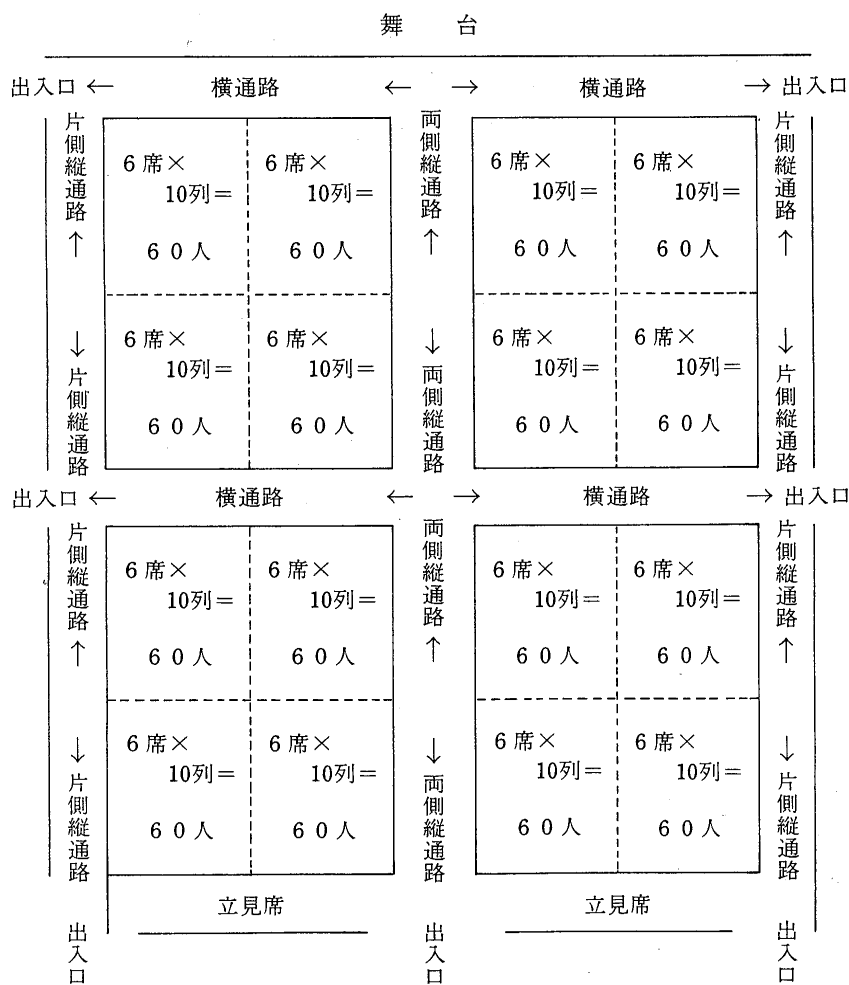 舞　台
出入口 ← 横通路 ← → 横通路 → 出入口
片側縦通路↑
両側縦通路↑
片側縦通路↑
6席× 6席× 6席× 6席×
10列＝ 10列＝ 10列＝ 10列＝
６０人 ６０人 ６０人 ６０人
↓片側縦通路
↓両側縦通路
↓片側縦通路
6席× 6席× 6席× 6席×
10列＝ 10列＝ 10列＝ 10列＝
６０人 ６０人 ６０人 ６０人
出入口 ← 横通路 ← → 横通路 → 出入口
片側縦通路↑
両側縦通路↑
片側縦通路↑
6席× 6席× 6席× 6席×
10列＝ 10列＝ 10列＝ 10列＝
６０人 ６０人 ６０人 ６０人
↓片側縦通路
↓両側縦通路
↓片側縦通路
6席× 6席× 6席× 6席×
10列＝ 10列＝ 10列＝ 10列＝
６０人 ６０人 ６０人 ６０人
立見席 立見席
出入口
出入口
出入口